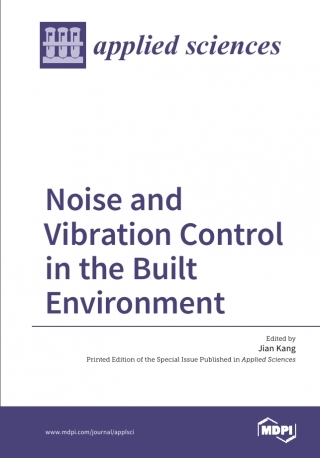 applied sciences
Noise and
Vibration Control
in the Built
Environment
Edited by
Jian Kang
Printed Edition of the Special Issue Published in Applied Sciences
www.mdpi.com/journal/applsci
MDPI